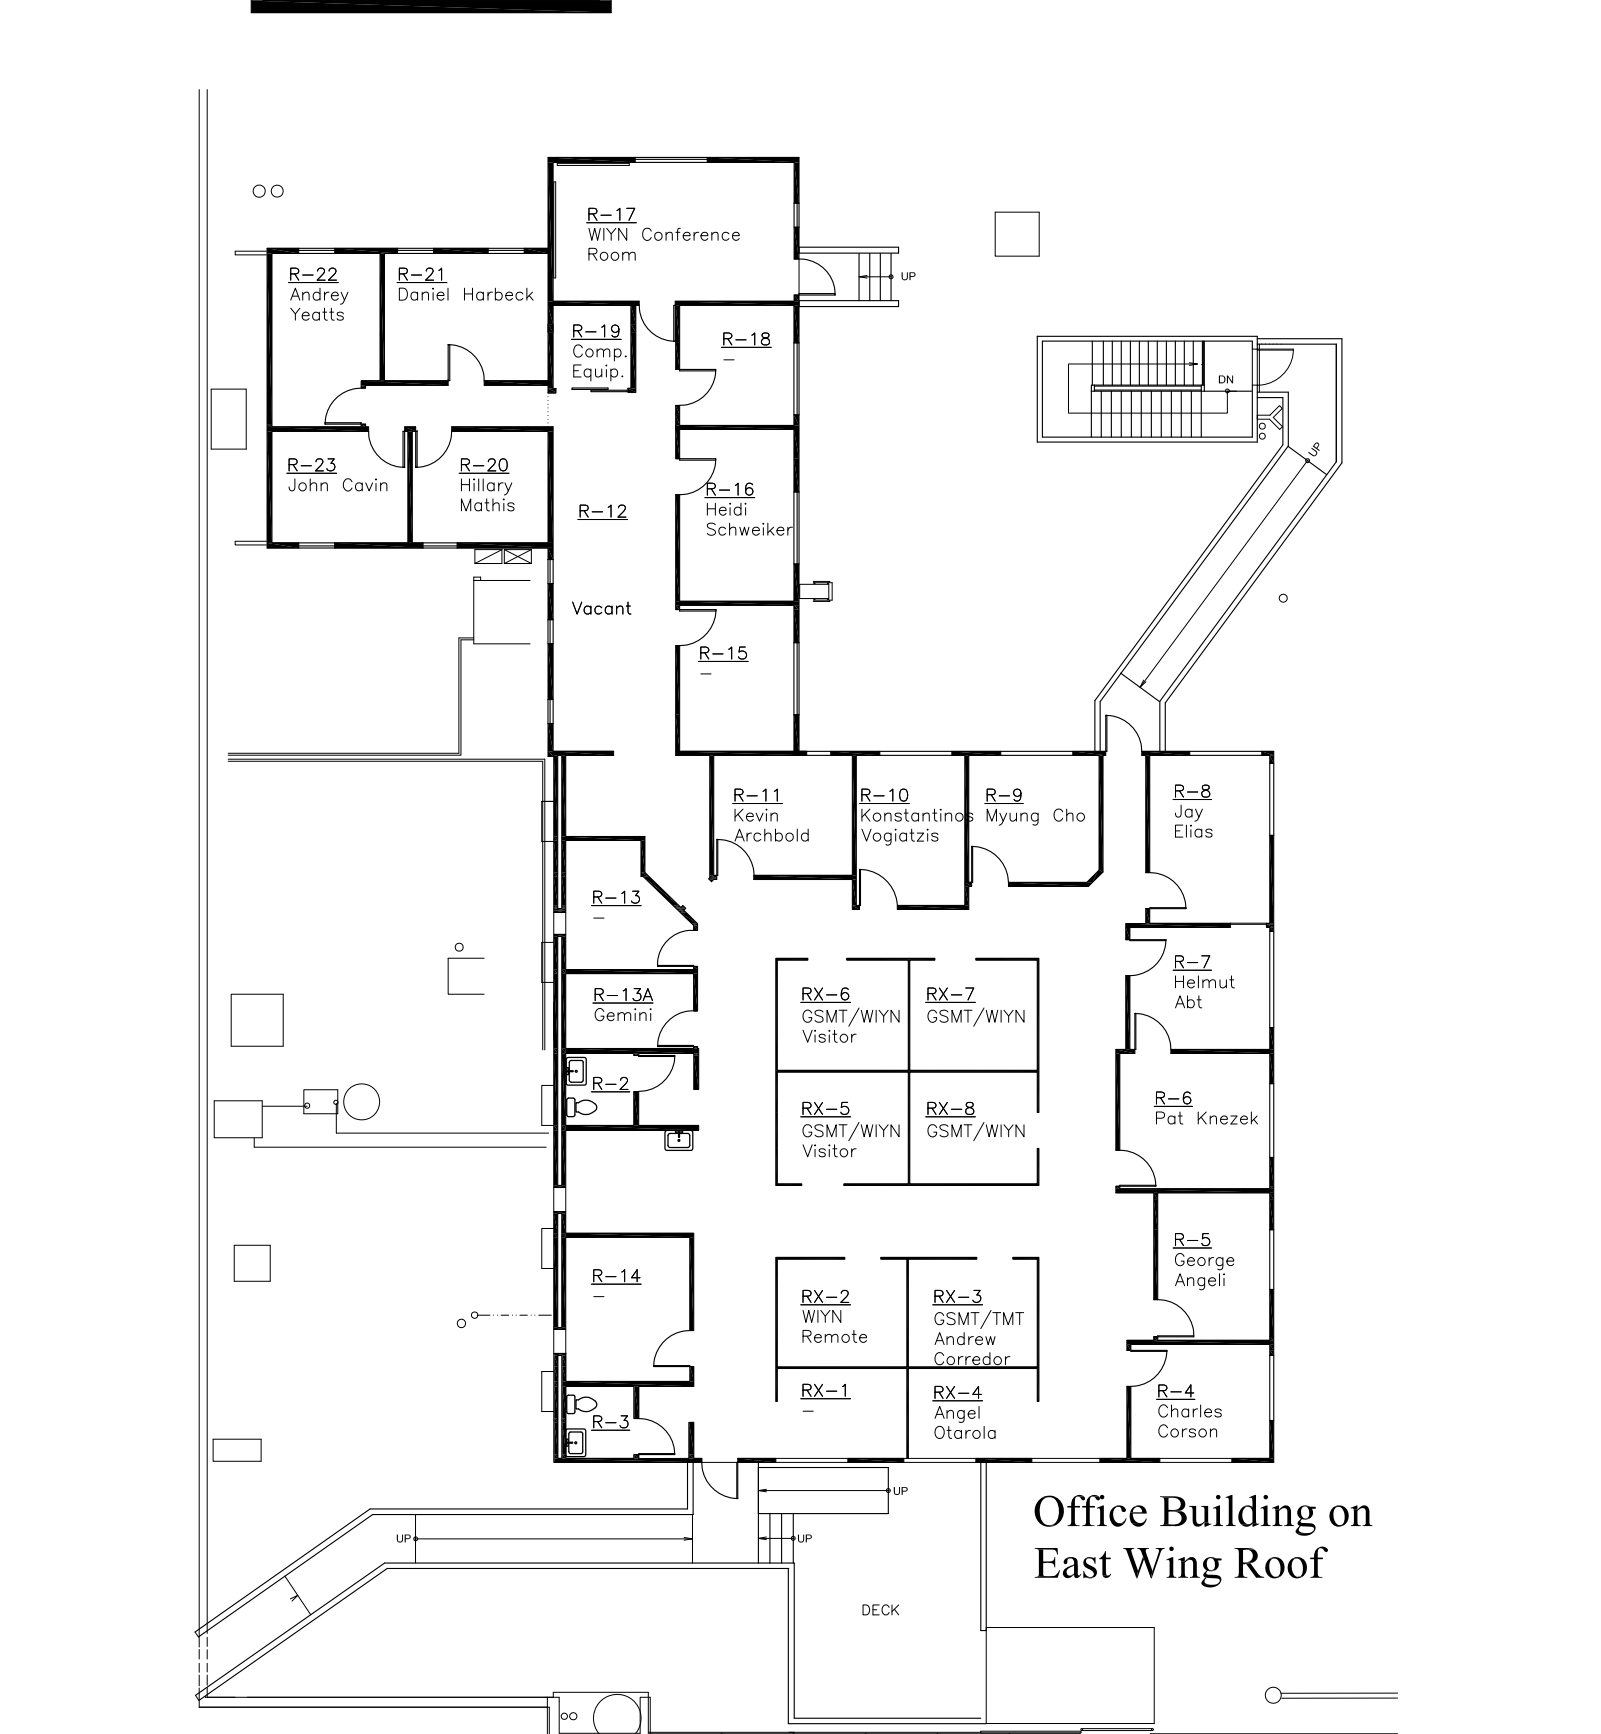 R-17
WIYN Conference
Room
UP
R-22
Andrey
Yeatts
R-21
Daniel Harbeck
R-19
Comp.
Equip.
R-18
–
DN
UP
R-23
John Cavin
R-20
Hillary
Mathis
R-12
Vacant
R-16
Heidi
Schweiker
R-15
–
R-11
Kevin
Archbold
R-10
Konstantinos
Vogiatzis
R-9
Myung Cho
R-8
Jay
Elias
R-13
–
R-13A
Gemini
R-2
RX-6
GSMT/WIYN
Visitor
RX-7
GSMT/WIYN
R-7
Helmut
Abt
RX-5
GSMT/WIYN
Visitor
RX-8
GSMT/WIYN
R-6
Pat Knezek
R-5
George
Angeli
R-14
–
RX-2
WIYN
Remote
RX-3
GSMT/TMT
Andrew
Corredor
RX-1
–
RX-4
Angel
Otarola
R-4
Charles
Corson
R-3
UP
UP
UP
Office Building on
East Wing Roof
DECK